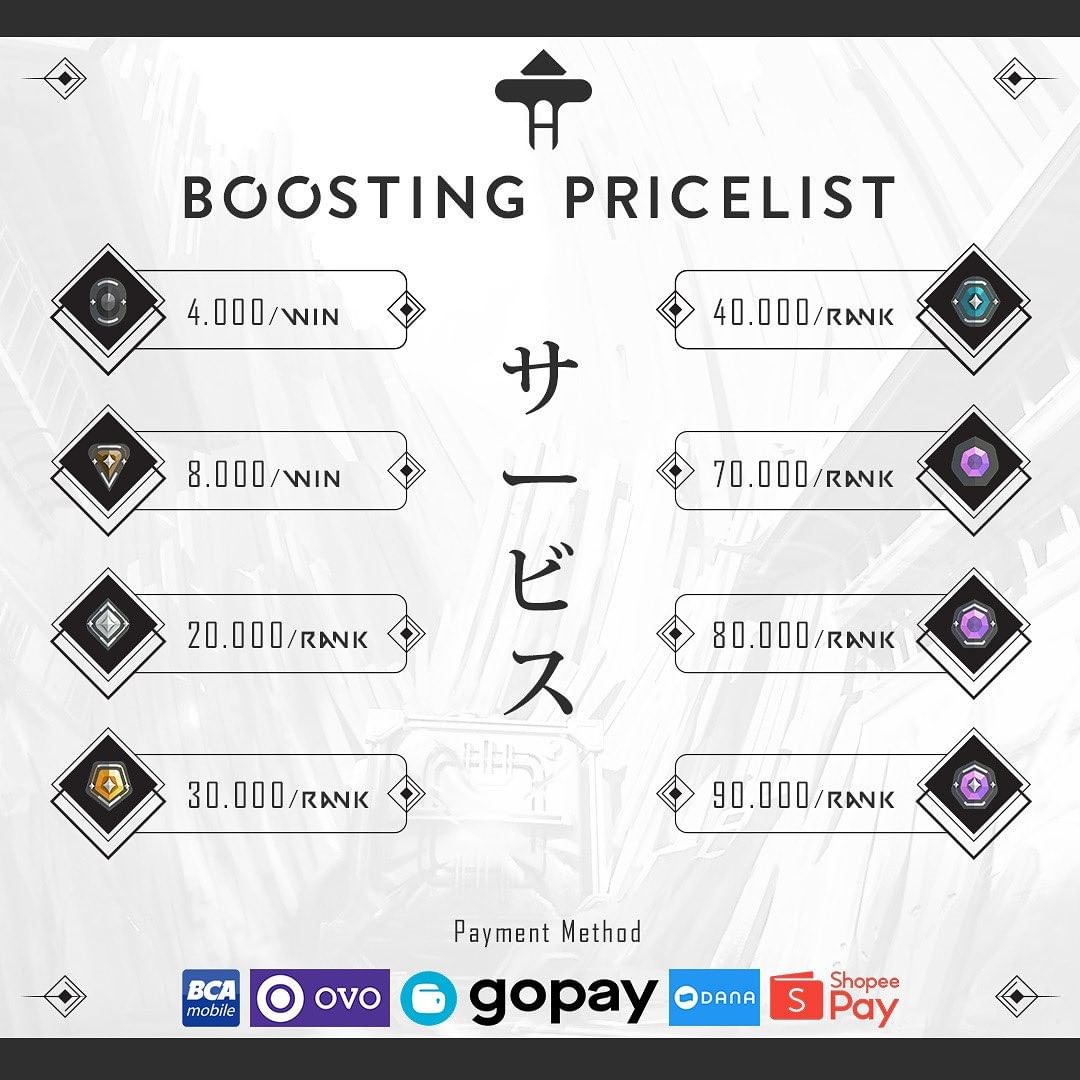 BOOSTING PRICELIST
4.000/WIN
8.000/WIN
20.000/RANK
30.000/RANK
サービス
40.000/RANK
70.000/RANK
80.000/RANK
90.000/RANK
Payment Method
BCA
mobile
OVO
gopay
DANA
S
Shopee
Pay